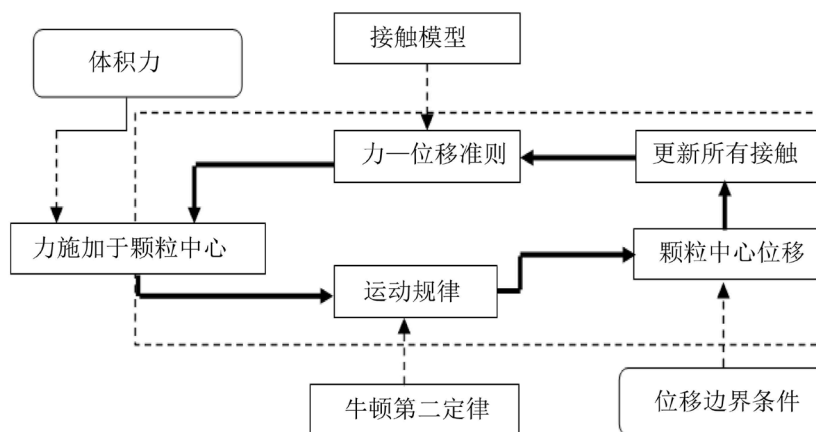 接触模型
体积力
力—位移准则
更新所有接触
力施加于颗粒中心
颗粒中心位移
运动规律
牛顿第二定律
位移边界条件